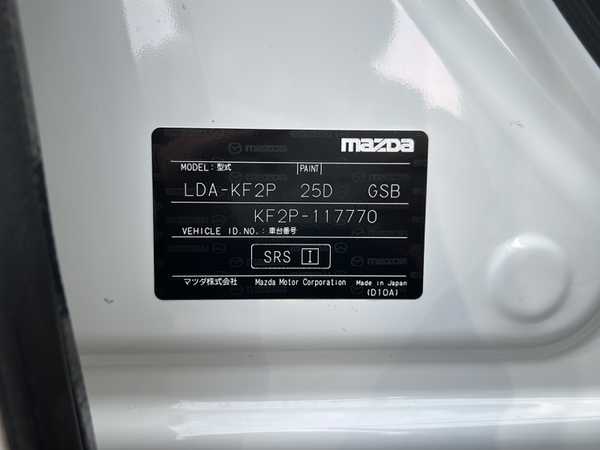 mazDa
MODEL: 型式 PAINT
LDA-KF2P 25D GSB
KF2P-117770
VEHICLE ID.NO.: 車台番号
SRS I
マツダ株式会社 Mazda Motor Corporation Made in Japan
(D10A)